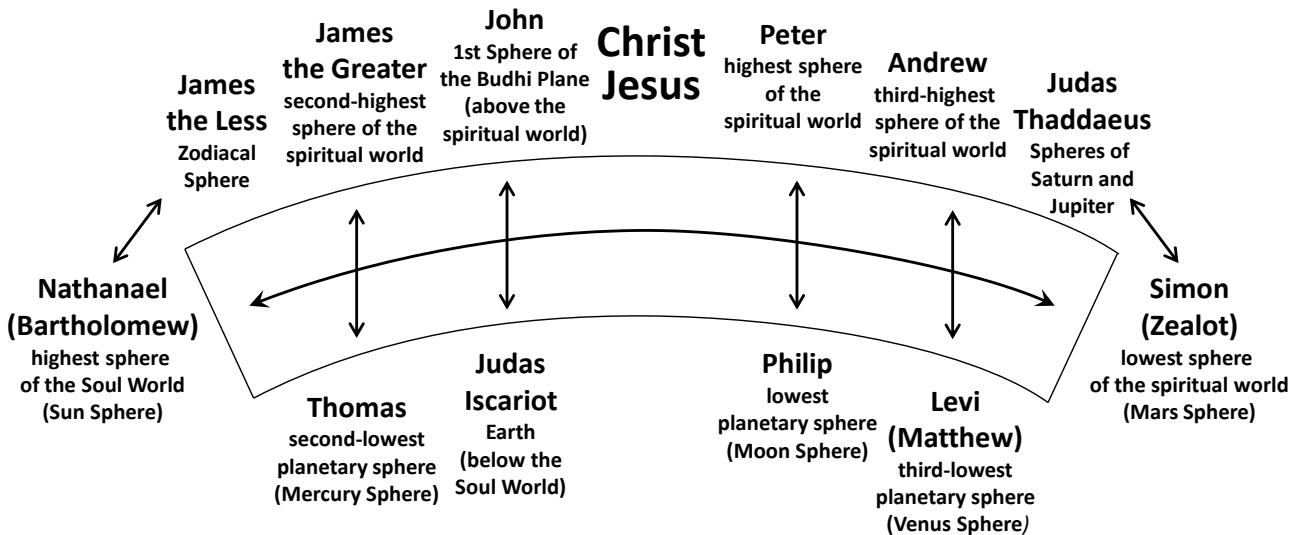 James
the Less
Zodiacal
Sphere
James
the Greater
second-highest
sphere of the
spiritual world
John
1st Sphere of
the Budhi Plane
(above the
spiritual world)
Christ
Jesus
Peter
highest sphere
of the
spiritual world
Andrew
third-highest
sphere of the
spiritual world
Judas
Thaddaeus
Spheres of
Saturn and
Jupiter
Nathanael
(Bartholomew)
highest sphere
of the Soul World
(Sun Sphere)
Thomas
second-lowest
planetary sphere
(Mercury Sphere)
Judas
Iscariot
Earth
(below the
Soul World)
Philip
lowest
planetary sphere
(Moon Sphere)
Levi
(Matthew)
third-lowest
planetary sphere
(Venus Sphere)
Simon
(Zealot)
lowest sphere
of the spiritual world
(Mars Sphere)